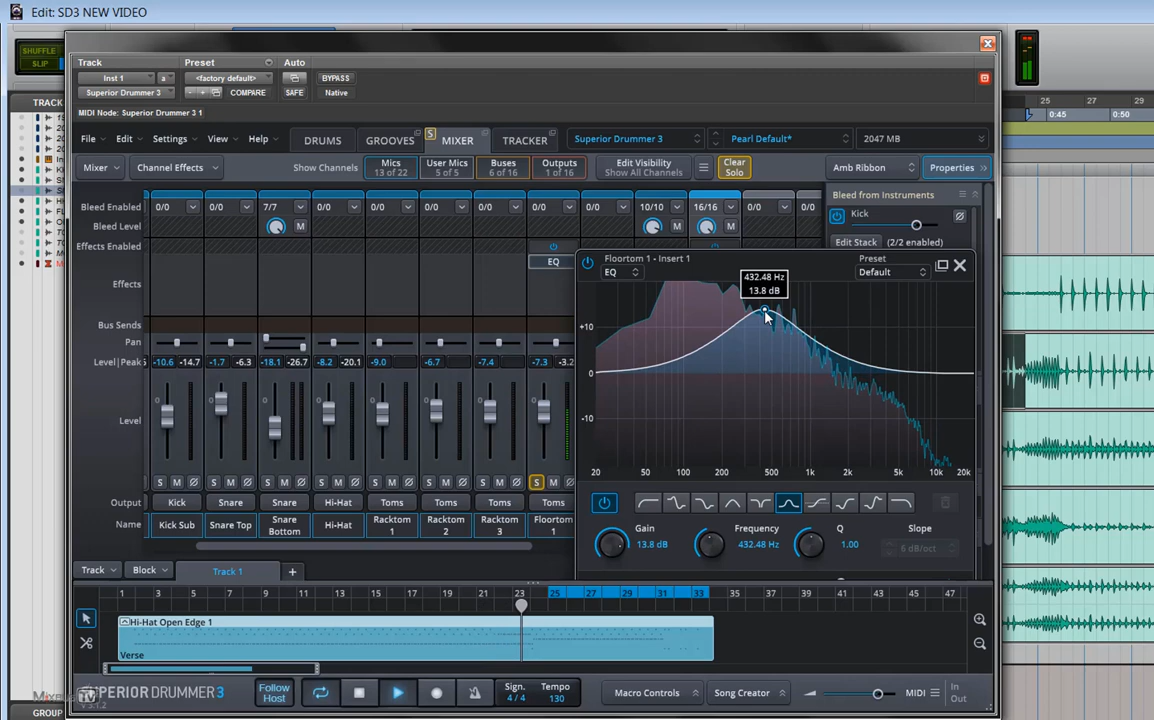 Edit: SD3 NEW VIDEO
SHUFFLE
SLIP
Track Preset Auto
Inst 1 a <factory default>
Superior Drummer 3 - + COMPARE SAFE
BYPASS
Native
MIDI Node: Superior Drummer 3 1
File Edit Settings View Help
DRUMS GROOVES S MIXER TRACKER
Superior Drummer 3 Pearl Default* 2047 MB
Mixer Channel Effects Show Channels
Mics
13 of 22
User Mics
5 of 5
Buses
6 of 16
Outputs
1 of 16
Edit Visibility
Show All Channels
Clear
Solo
Amb Ribbon Properties
Bleed Enabled 0/0 0/0 7/7 0/0 0/0 0/0 0/0 0/0 0/0 10/10 16/16 0/0 0/0
Bleed Level M M M
Bleed from Instruments
Kick
Edit Stack (2/2 enabled)
Effects Enabled
EQ
Effects
Bus Sends
Pan
Level|Peak -10.6 -14.7 -1.7 -6.3 -18.1 -26.7 -8.2 -20.1 -9.0 -6.7 -7.4 -7.3 -3.2
Level
S M S M S M S M S M S M S M S M
Output Kick Snare Snare Hi-Hat Toms Toms Toms Toms
Name Kick Sub Snare Top Snare Bottom Hi-Hat Racktom 1 Racktom 2 Racktom 3 Floortom 1
Floortom 1 - Insert 1
EQ
Preset
Default
432.48 Hz
13.8 dB
+10
0
-10
20 50 100 200 500 1k 2k 5k 10k 20k
Gain Frequency Q Slope
13.8 dB 432.48 Hz 1.00 6 dB/oct
Track Block Track 1 +
1 3 5 7 9 11 13 15 17 19 21 23 25 27 29 31 33 35 37 39 41 43 45 47
Hi-Hat Open Edge 1
Verse
SUPERIOR DRUMMER 3
v 3.1.2
Follow
Host
Sign.
4 / 4
Tempo
130
Macro Controls Song Creator MIDI
In
Out
25 27 29
0:45 0:50
TRACK
GROUP